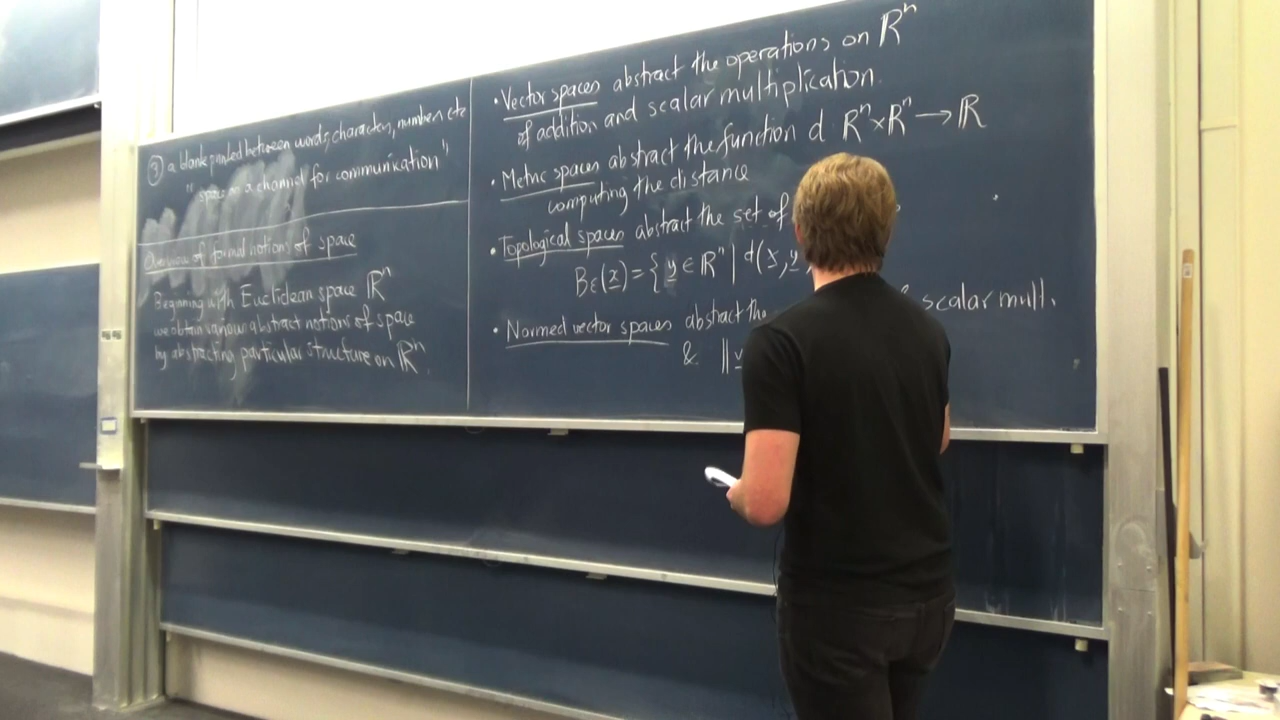 ③ a blank printed between words, characters, numbers etc
" space as a channel for communication "
Overview of formal notions of space
Beginning with Euclidean space ℝⁿ
we obtain various abstract notions of space
by abstracting particular structure on ℝⁿ.
• Vector spaces abstract the operations on ℝⁿ
of addition and scalar multiplication.
• Metric spaces abstract the function d ℝⁿ×ℝⁿ→ℝ
computing the distance
• Topological spaces abstract the set of
Bε(x) = { y ∈ ℝⁿ | d(x, y
• Normed vector spaces abstract the & scalar mult.
& ‖v